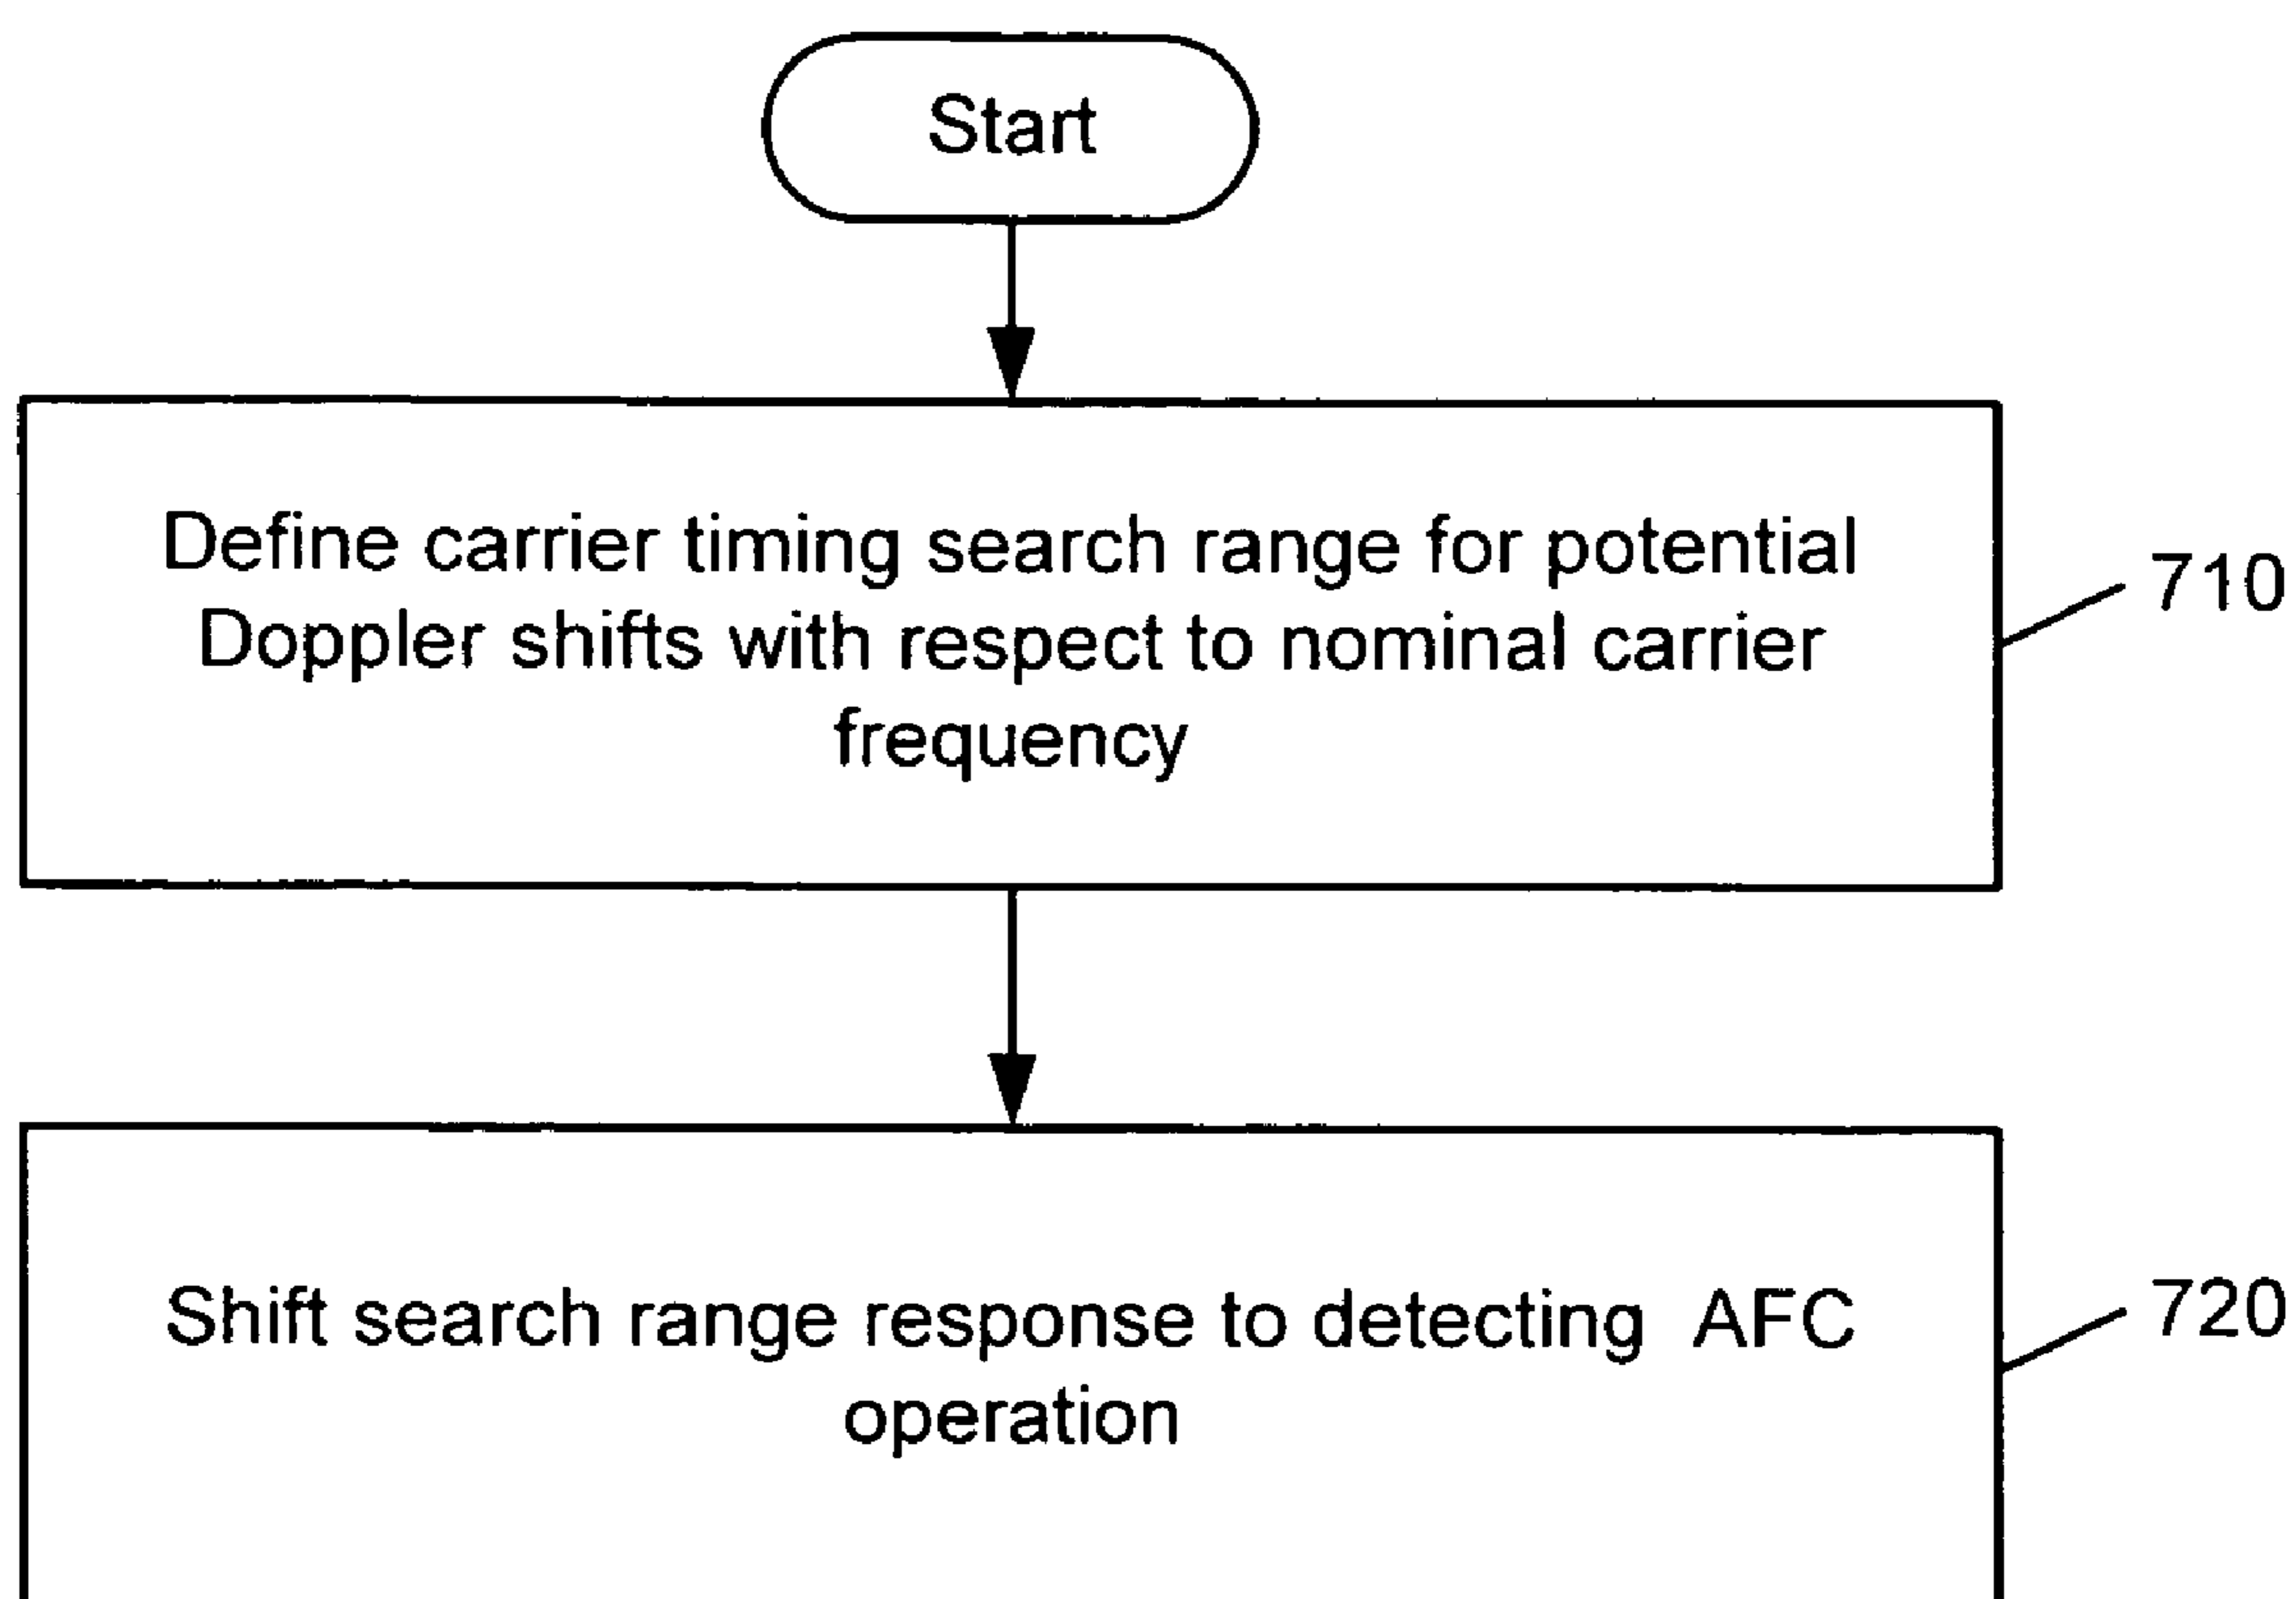 Start
Define carrier timing search range for potential
Doppler shifts with respect to nominal carrier
frequency
710
Shift search range response to detecting AFC
operation
720